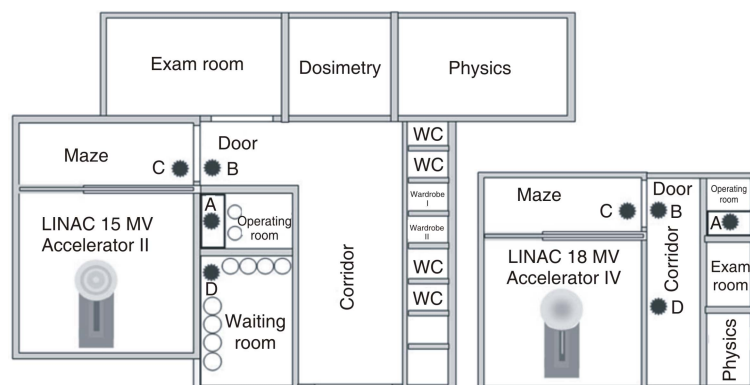 Exam room
Dosimetry
Physics
Door
Maze
C
B
A
Operating
room
LINAC 15 MV
Accelerator II
D
Waiting
room
Corridor
WC
WC
Wardrobe
I
Wardrobe
II
WC
WC
Maze
C
Door
B
Operating
room
A
LINAC 18 MV
Accelerator IV
Corridor
D
Exam
room
Physics